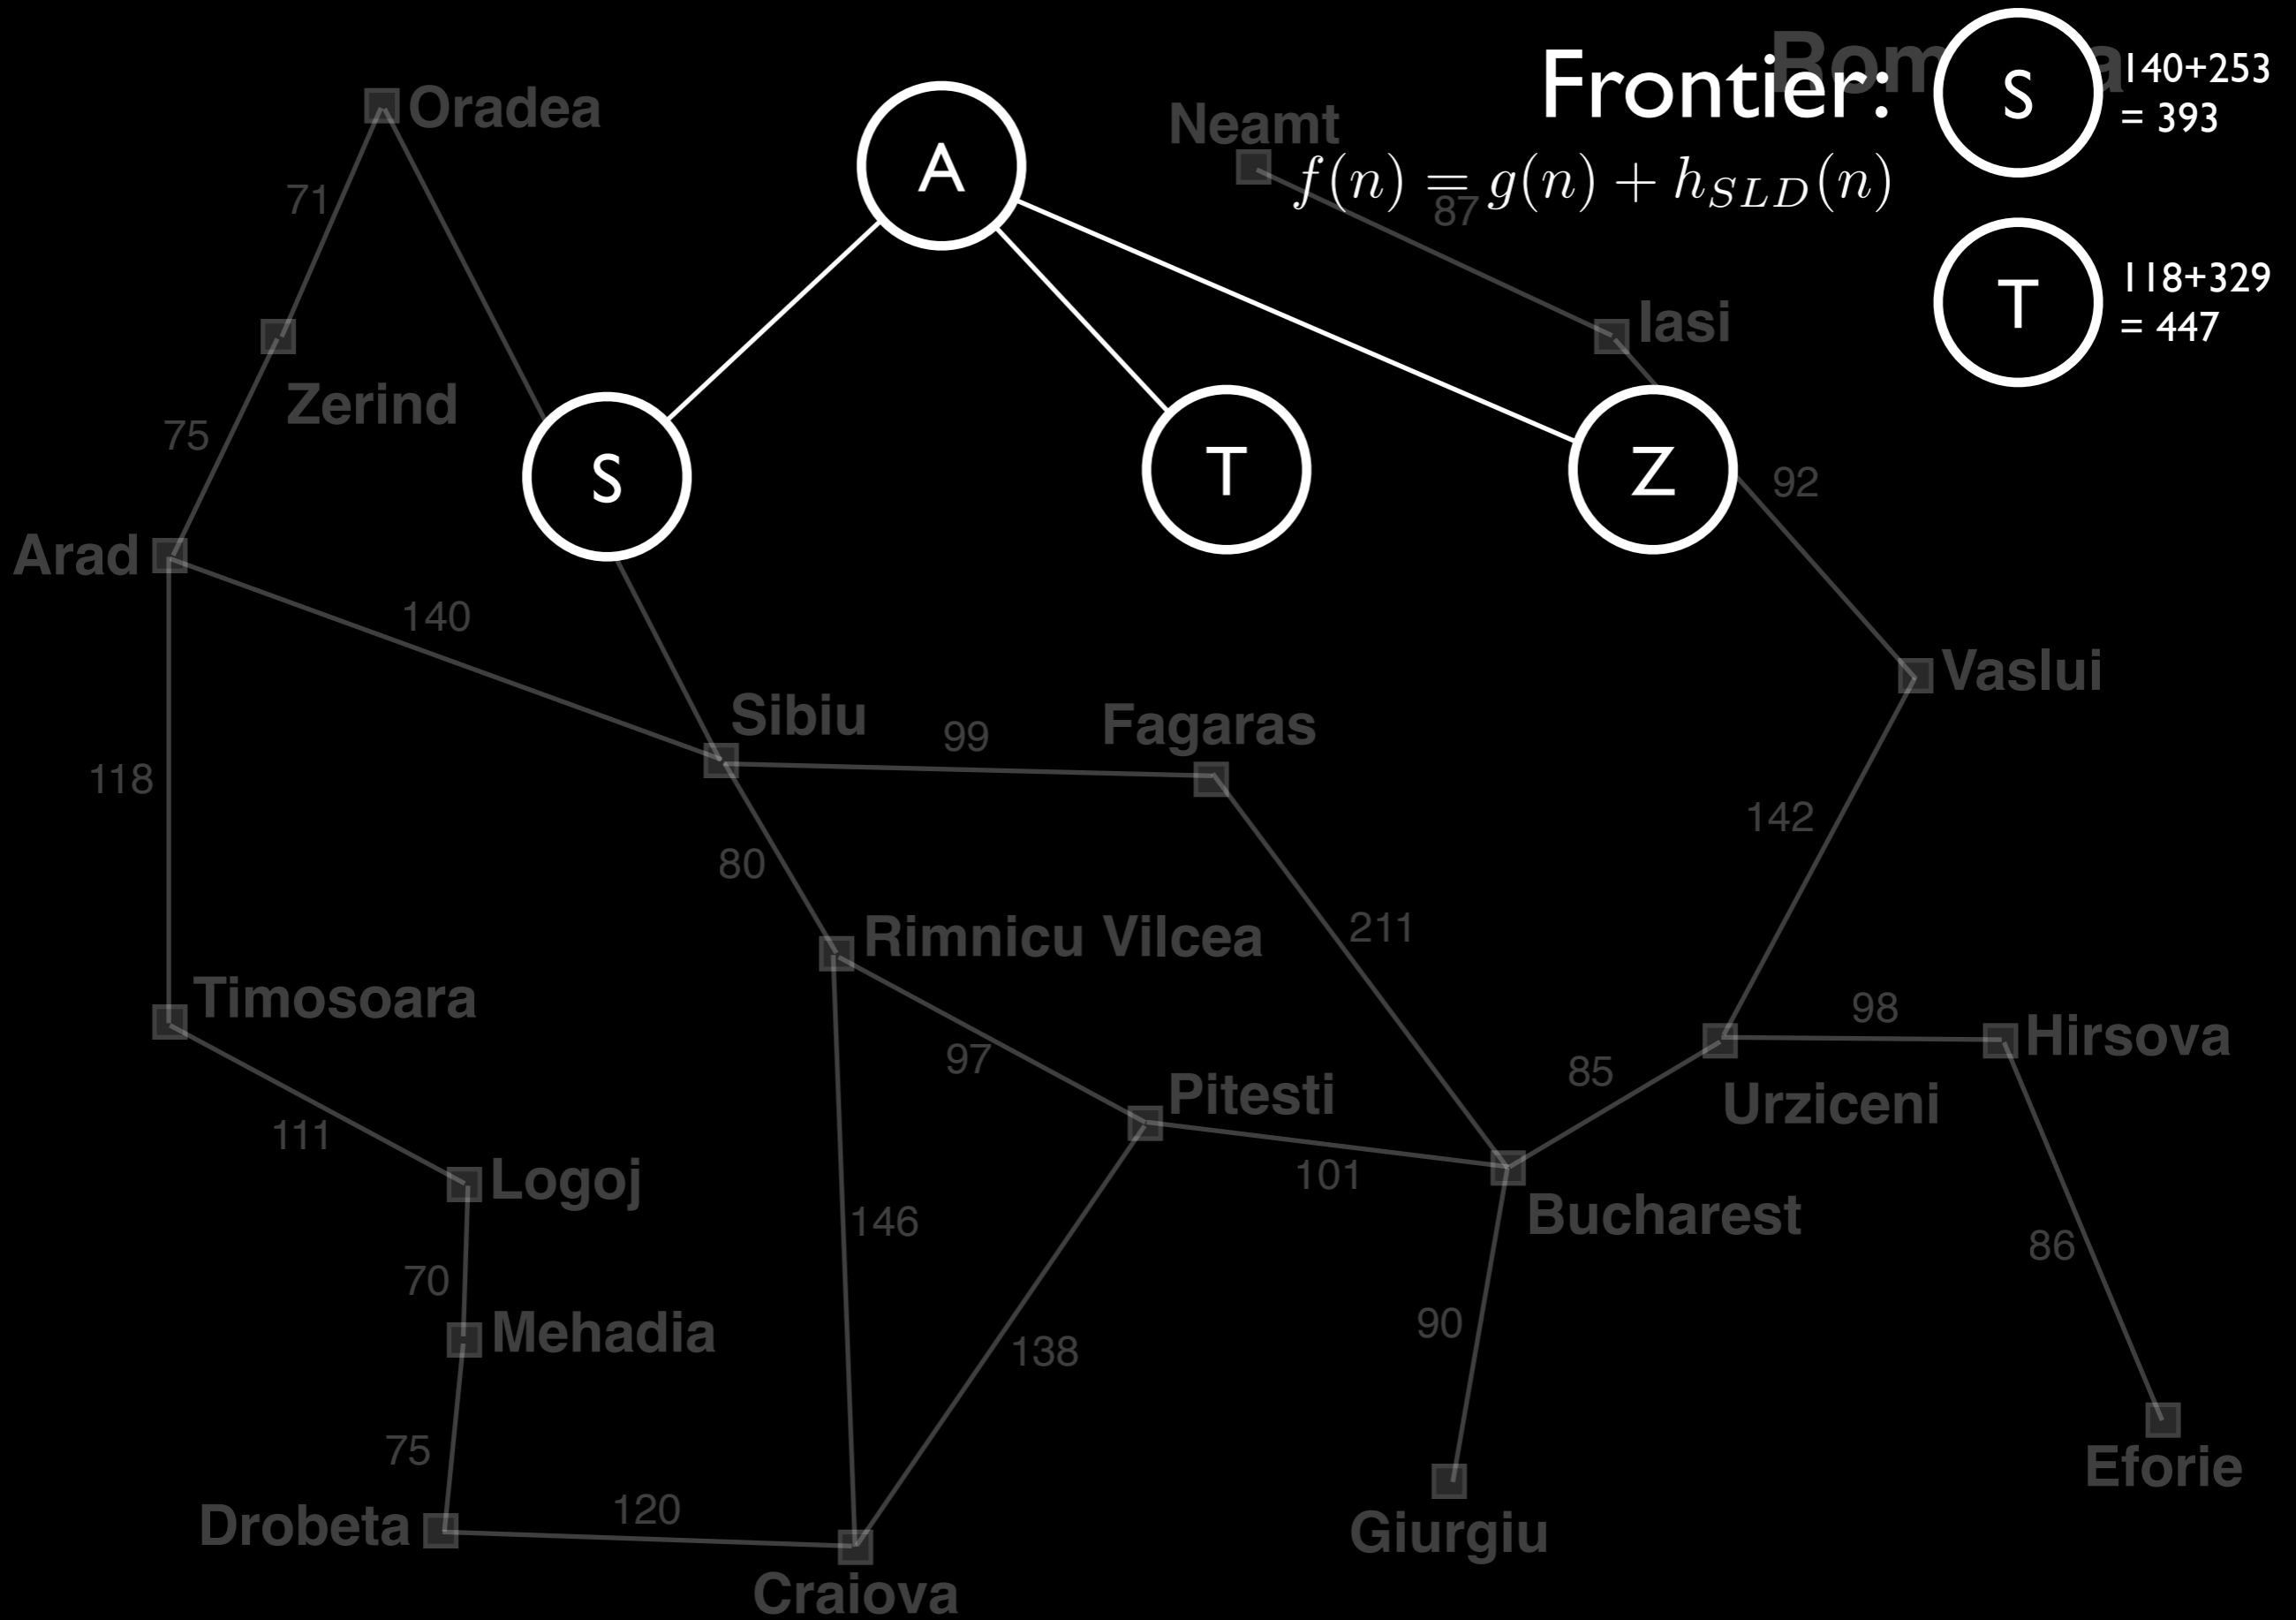 Frontier:
Rom a
S
140+253
= 393
Oradea
A
Neamt
f(n) = g(n) + h_SLD(n)
71
87
T
118+329
= 447
Iasi
Zerind
75
S
T
Z
92
Arad
140
Sibiu
99
Fagaras
Vaslui
118
80
142
Rimnicu Vilcea
211
Timosoara
98
Hirsova
97
85
Pitesti
Urziceni
111
Logoj
101
Bucharest
146
86
70
Mehadia
90
138
75
Eforie
120
Drobeta
Giurgiu
Craiova